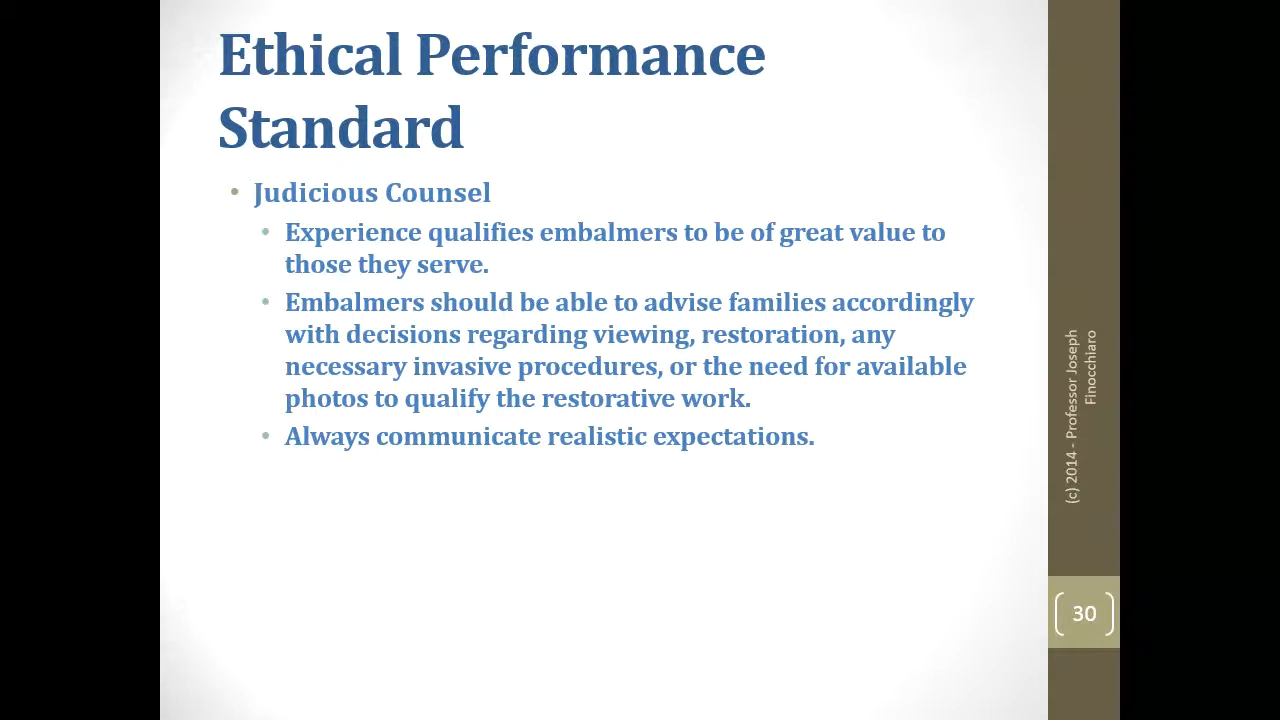 Ethical Performance
Standard
Judicious Counsel
Experience qualifies embalmers to be of great value to
those they serve.
Embalmers should be able to advise families accordingly
with decisions regarding viewing, restoration, any
necessary invasive procedures, or the need for available
photos to qualify the restorative work.
Always communicate realistic expectations.
(c) 2014 - Professor Joseph
Finocchiaro
30